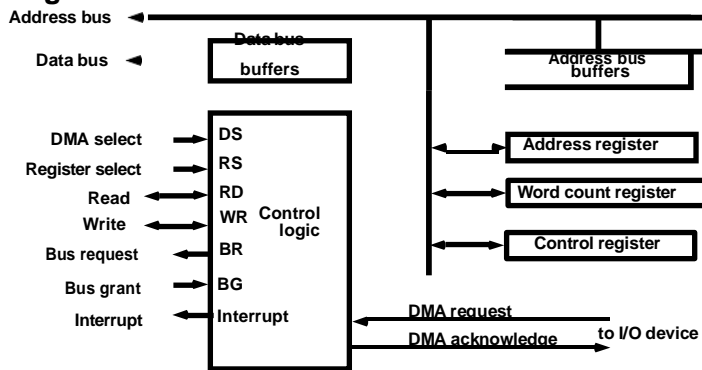 Address bus
Data bus
Data bus
buffers
Address bus
buffers
DMA select
DS
Register select
RS
Read
RD
Write
WR
Bus request
BR
Bus grant
BG
Interrupt
Interrupt
Control
logic
Address register
Word count register
Control register
DMA request
DMA acknowledge
to I/O device